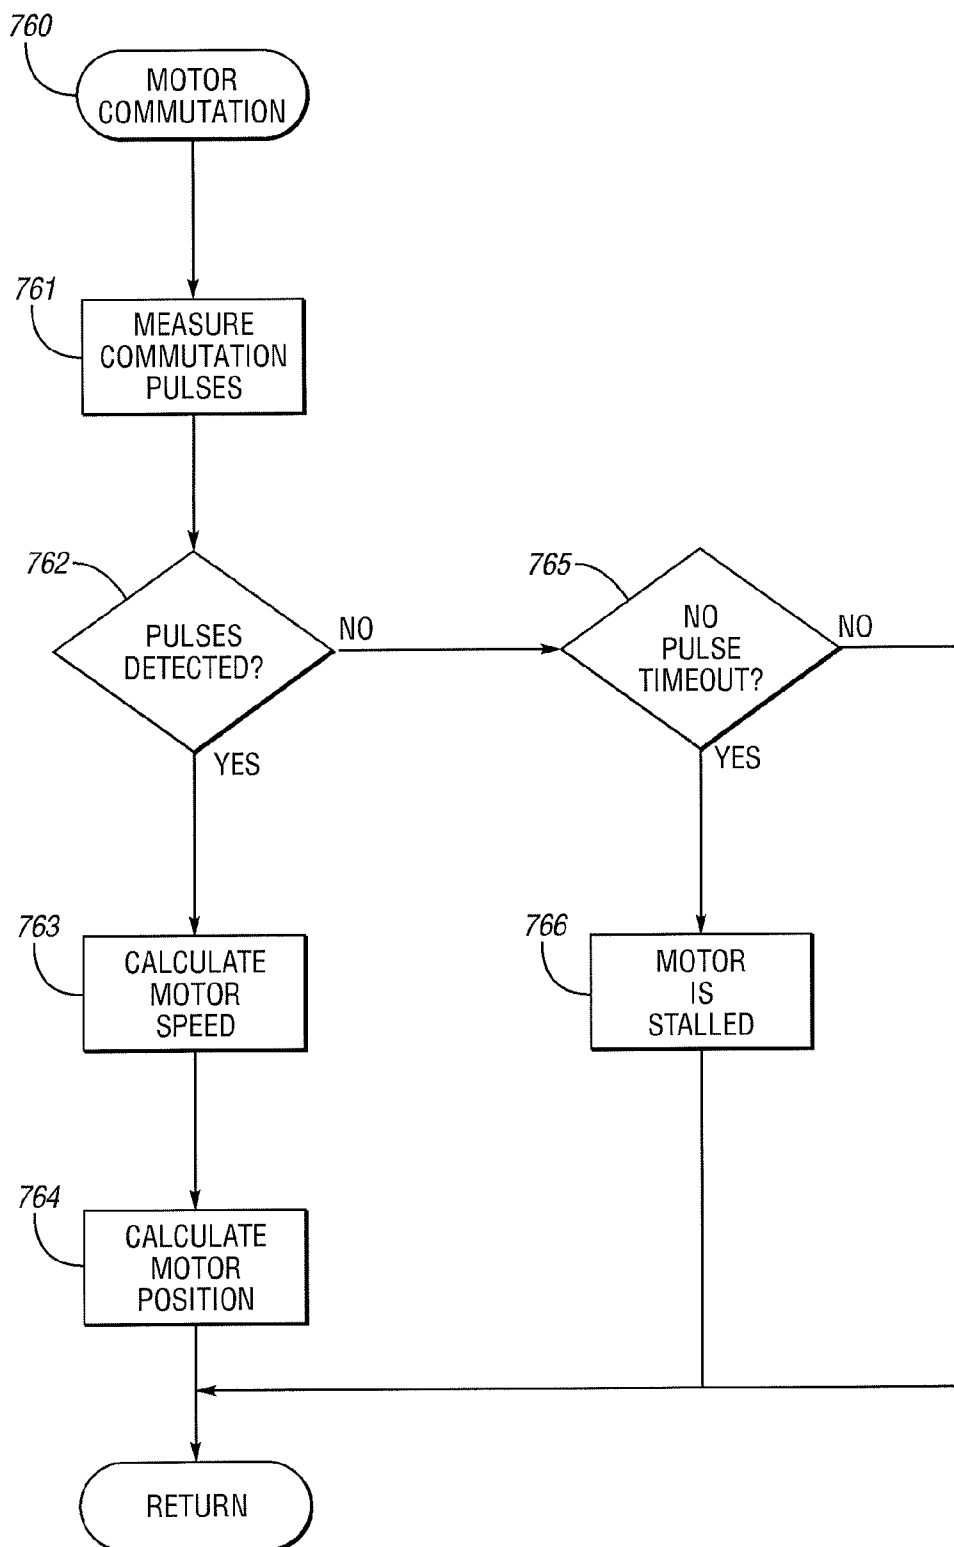 760
MOTOR
COMMUTATION
761
MEASURE
COMMUTATION
PULSES
762
PULSES
DETECTED?
NO
YES
765
NO
PULSE
TIMEOUT?
NO
YES
763
CALCULATE
MOTOR
SPEED
766
MOTOR
IS
STALLED
764
CALCULATE
MOTOR
POSITION
RETURN